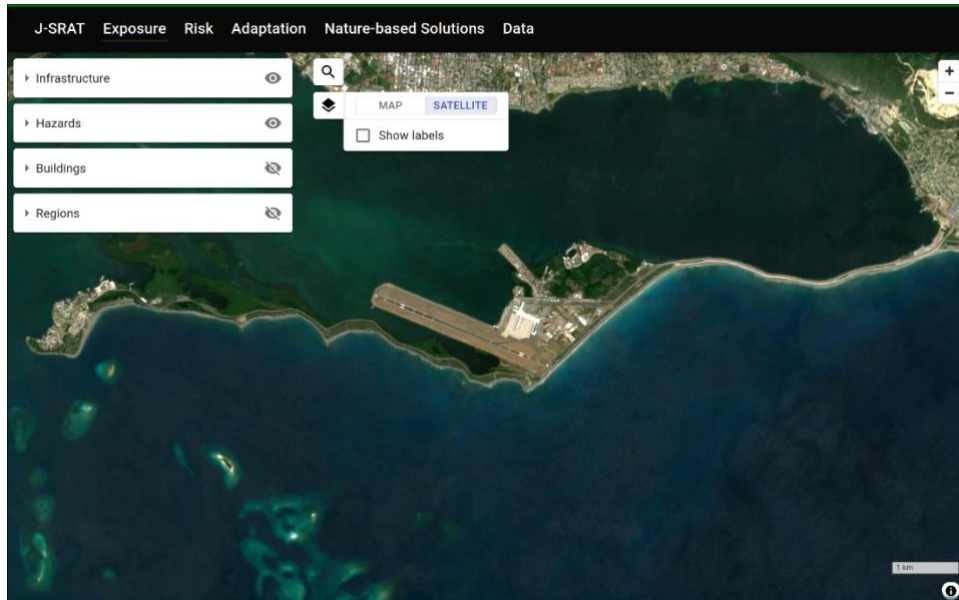 J-SRAT Exposure Risk Adaptation Nature-based Solutions Data
Infrastructure
Hazards
Buildings
Regions
MAP SATELLITE
Show labels
+
−
1 km